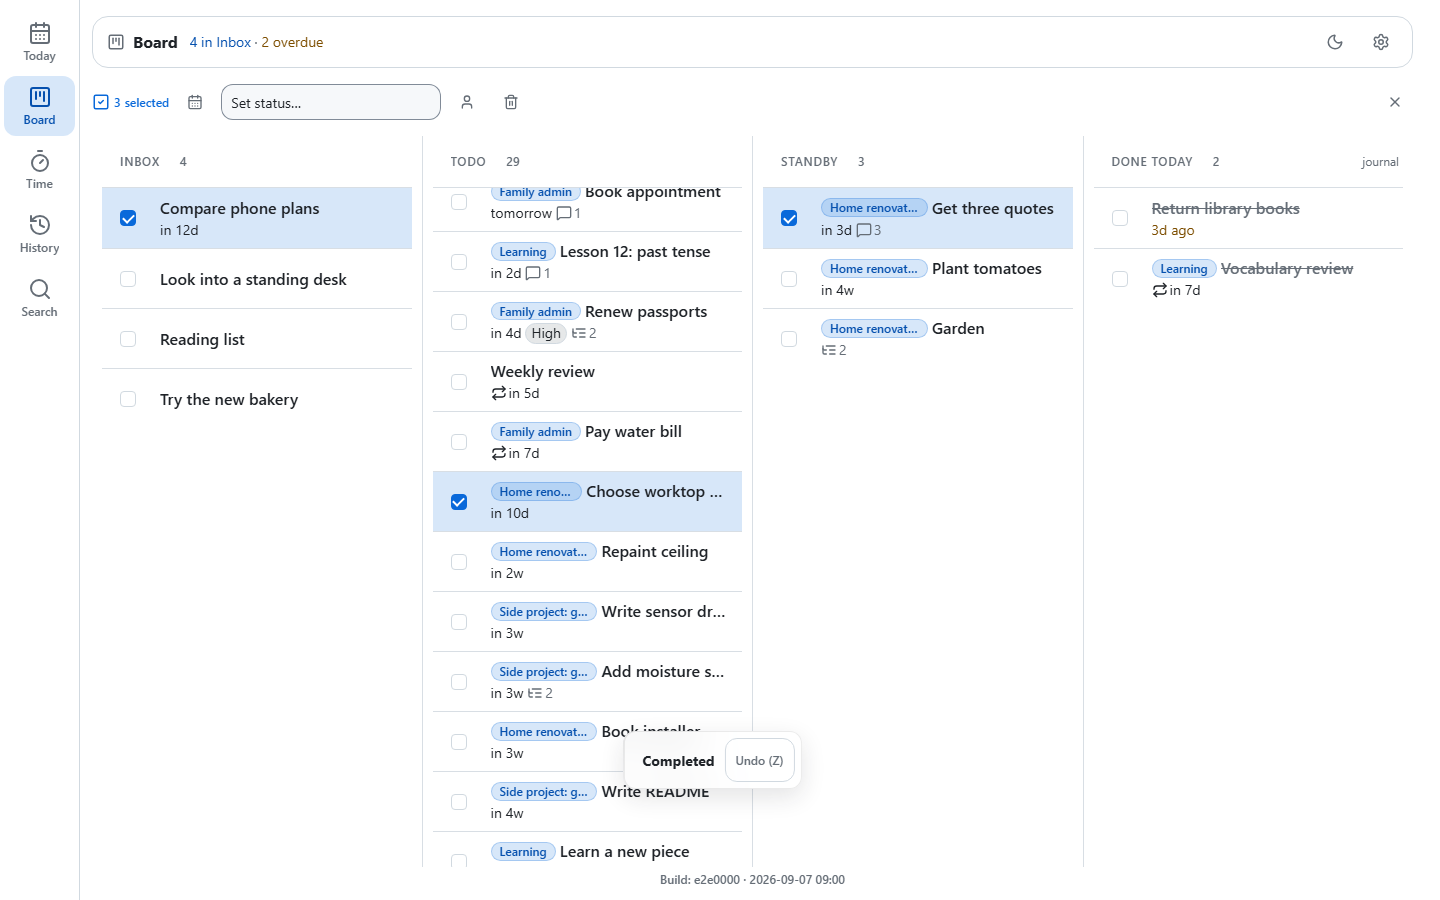 Today
Board
Time
History
Search
Board 4 in Inbox · 2 overdue
3 selected Set status...
INBOX 4
Compare phone plans
in 12d
Look into a standing desk
Reading list
Try the new bakery
TODO 29
Family admin Book appointment
tomorrow 1
Learning Lesson 12: past tense
in 2d 1
Family admin Renew passports
in 4d High 2
Weekly review
in 5d
Family admin Pay water bill
in 7d
Home reno... Choose worktop ...
in 10d
Home renovat... Repaint ceiling
in 2w
Side project: g... Write sensor dr...
in 3w
Side project: g... Add moisture s...
in 3w 2
Home renovat... Book installer
in 3w
Side project: g... Write README
in 4w
Learning Learn a new piece
STANDBY 3
Home renovat... Get three quotes
in 3d 3
Home renovat... Plant tomatoes
in 4w
Home renovat... Garden
2
DONE TODAY 2 journal
Return library books
3d ago
Learning Vocabulary review
in 7d
Completed Undo (Z)
Build: e2e0000 · 2026-09-07 09:00